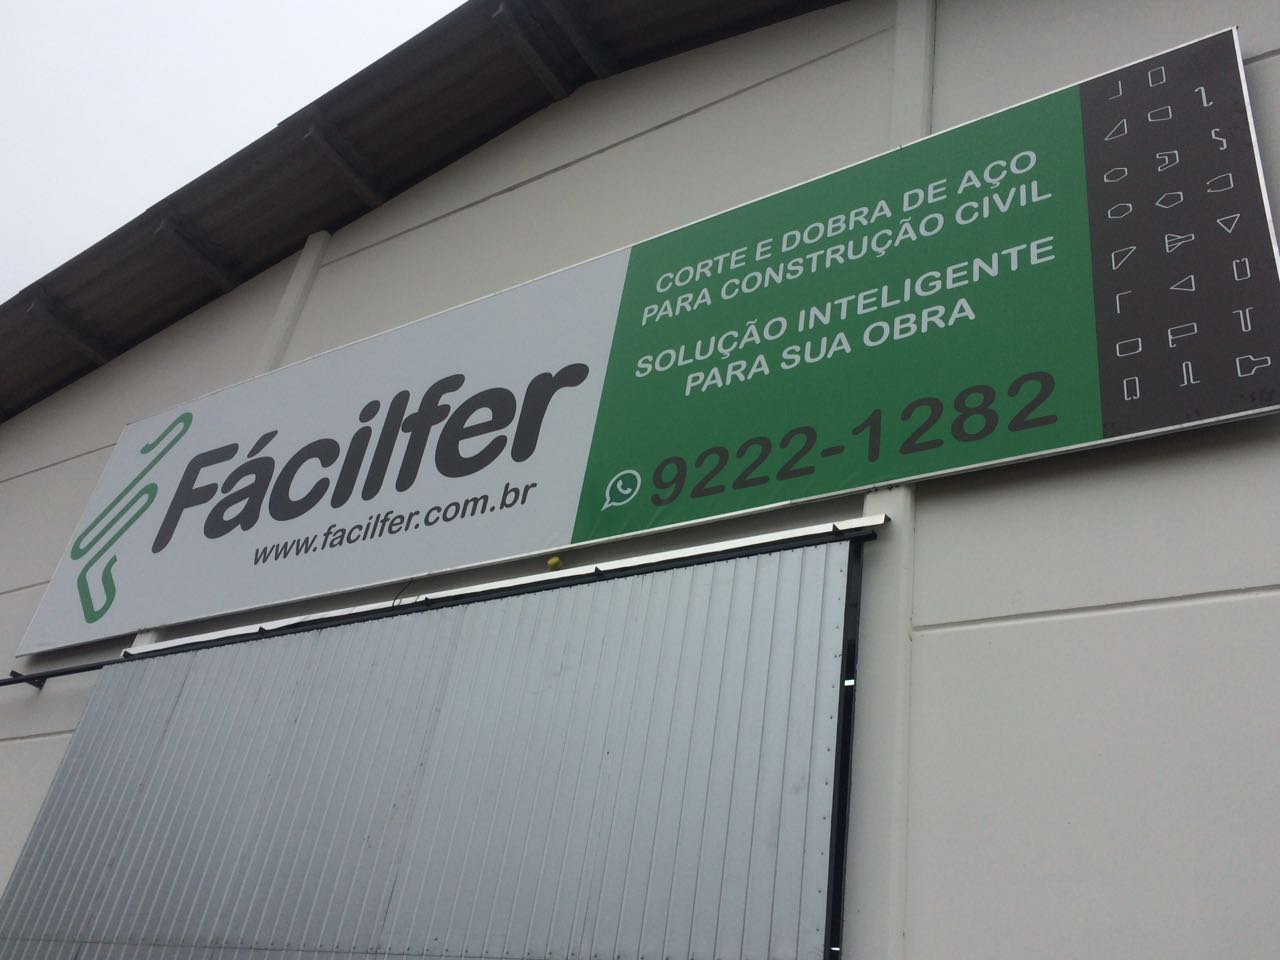 Fácilfer
www.facilfer.com.br
CORTE E DOBRA DE AÇO
PARA CONSTRUÇÃO CIVIL
SOLUÇÃO INTELIGENTE
PARA SUA OBRA
9222-1282